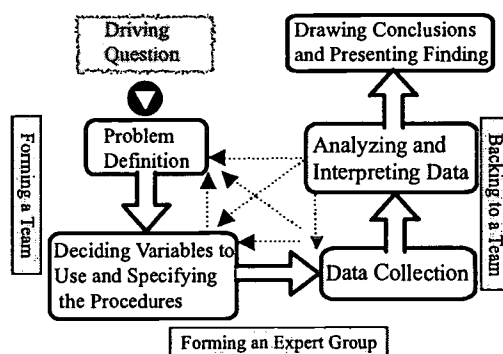 Driving
Question
Problem
Definition
Forming a Team
Deciding Variables to
Use and Specifying
the Procedures
Forming an Expert Group
Data Collection
Analyzing and
Interpreting Data
Backing to a Team
Drawing Conclusions
and Presenting Finding